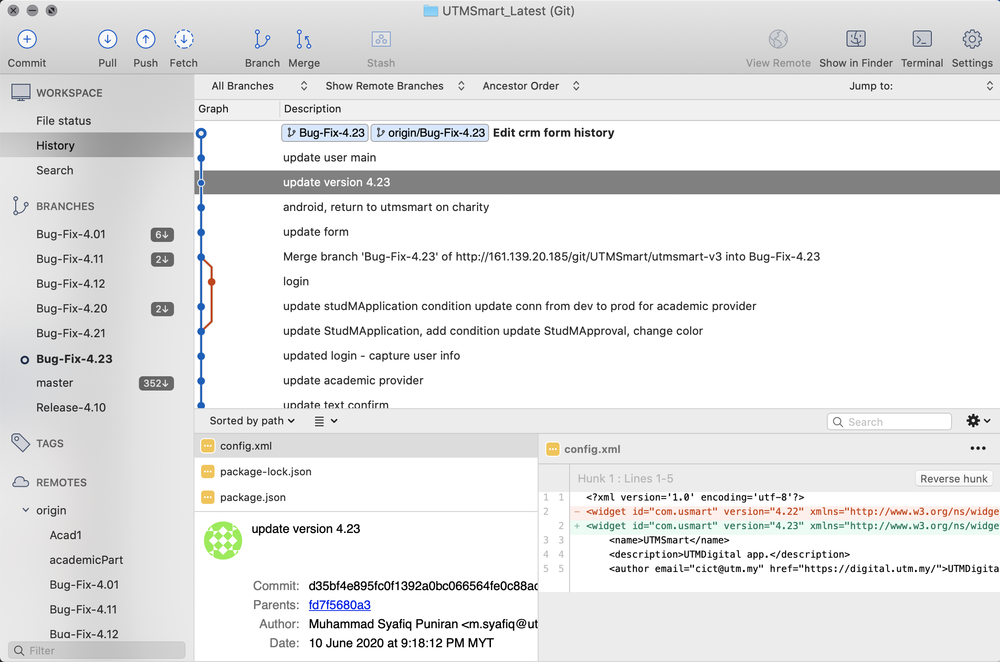 UTMSmart_Latest (Git)
Commit
Pull
Push
Fetch
Branch
Merge
Stash
View Remote
Show in Finder
Terminal
Settings
WORKSPACE
File status
History
Search
BRANCHES
Bug-Fix-4.01 6↓
Bug-Fix-4.11 2↓
Bug-Fix-4.12
Bug-Fix-4.20 2↓
Bug-Fix-4.21
Bug-Fix-4.23
master 352↓
Release-4.10
TAGS
REMOTES
origin
Acad1
academicPart
Bug-Fix-4.01
Bug-Fix-4.11
Bug-Fix-4.12
Filter
All Branches
Show Remote Branches
Ancestor Order
Jump to:
Graph
Description
Bug-Fix-4.23 origin/Bug-Fix-4.23 Edit crm form history
update user main
update version 4.23
android, return to utmsmart on charity
update form
Merge branch 'Bug-Fix-4.23' of http://161.139.20.185/git/UTMSmart/utmsmart-v3 into Bug-Fix-4.23
login
update studMApplication condition update conn from dev to prod for academic provider
update StudMApplication, add condition update StudMApproval, change color
updated login - capture user info
update academic provider
update text confirm
Sorted by path
Search
config.xml
package-lock.json
package.json
update version 4.23
Commit: d35bf4e895fc0f1392a0bc066564fe0c88ac
Parents: fd7f5680a3
Author: Muhammad Syafiq Puniran <m.syafiq@ut
Date: 10 June 2020 at 9:18:12 PM MYT
config.xml
Hunk 1 : Lines 1-5
Reverse hunk
1 1 <?xml version='1.0' encoding='utf-8'?>
2 - <widget id="com.usmart" version="4.22" xmlns="http://www.w3.org/ns/widge
2 + <widget id="com.usmart" version="4.23" xmlns="http://www.w3.org/ns/widge
3 3 <name>UTMSmart</name>
4 4 <description>UTMDigital app.</description>
5 5 <author email="cict@utm.my" href="https://digital.utm.my/">UTMDigita